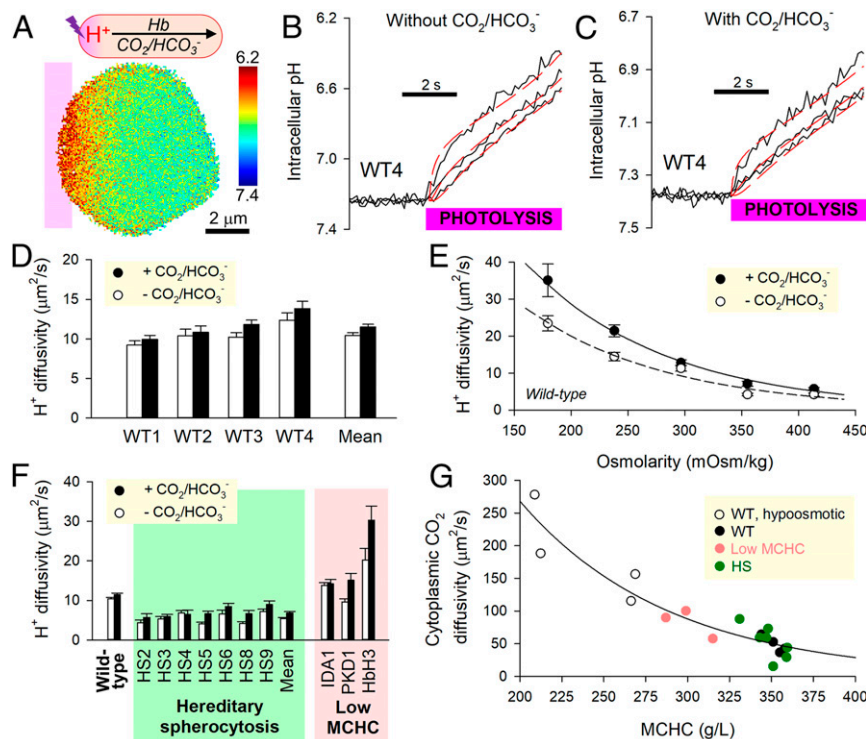 A
H⁺
Hb
CO₂/HCO₃⁻
6.2
7.4
2 μm
B
Without CO₂/HCO₃⁻
6.2
6.6
7.0
7.4
Intracellular pH
2 s
WT4
PHOTOLYSIS
C
With CO₂/HCO₃⁻
6.7
6.9
7.1
7.3
7.5
Intracellular pH
2 s
WT4
PHOTOLYSIS
D
H⁺ diffusivity (μm²/s)
20
15
10
5
0
+ CO₂/HCO₃⁻
- CO₂/HCO₃⁻
WT1 WT2 WT3 WT4 Mean
E
H⁺ diffusivity (μm²/s)
40
30
20
10
0
+ CO₂/HCO₃⁻
- CO₂/HCO₃⁻
Wild-type
150 200 250 300 350 400 450
Osmolarity (mOsm/kg)
F
H⁺ diffusivity (μm²/s)
40
30
20
10
0
+ CO₂/HCO₃⁻
- CO₂/HCO₃⁻
Wild-
type
HS2 HS3 HS4 HS5 HS6 HS8 HS9 Mean
IDA1 PKD1 HbH3
Hereditary
spherocytosis
Low
MCHC
G
Cytoplasmic CO₂
diffusivity (μm²/s)
300
250
200
150
100
50
0
WT, hypoosmotic
WT
Low MCHC
HS
200 225 250 275 300 325 350 375 400
MCHC (g/L)